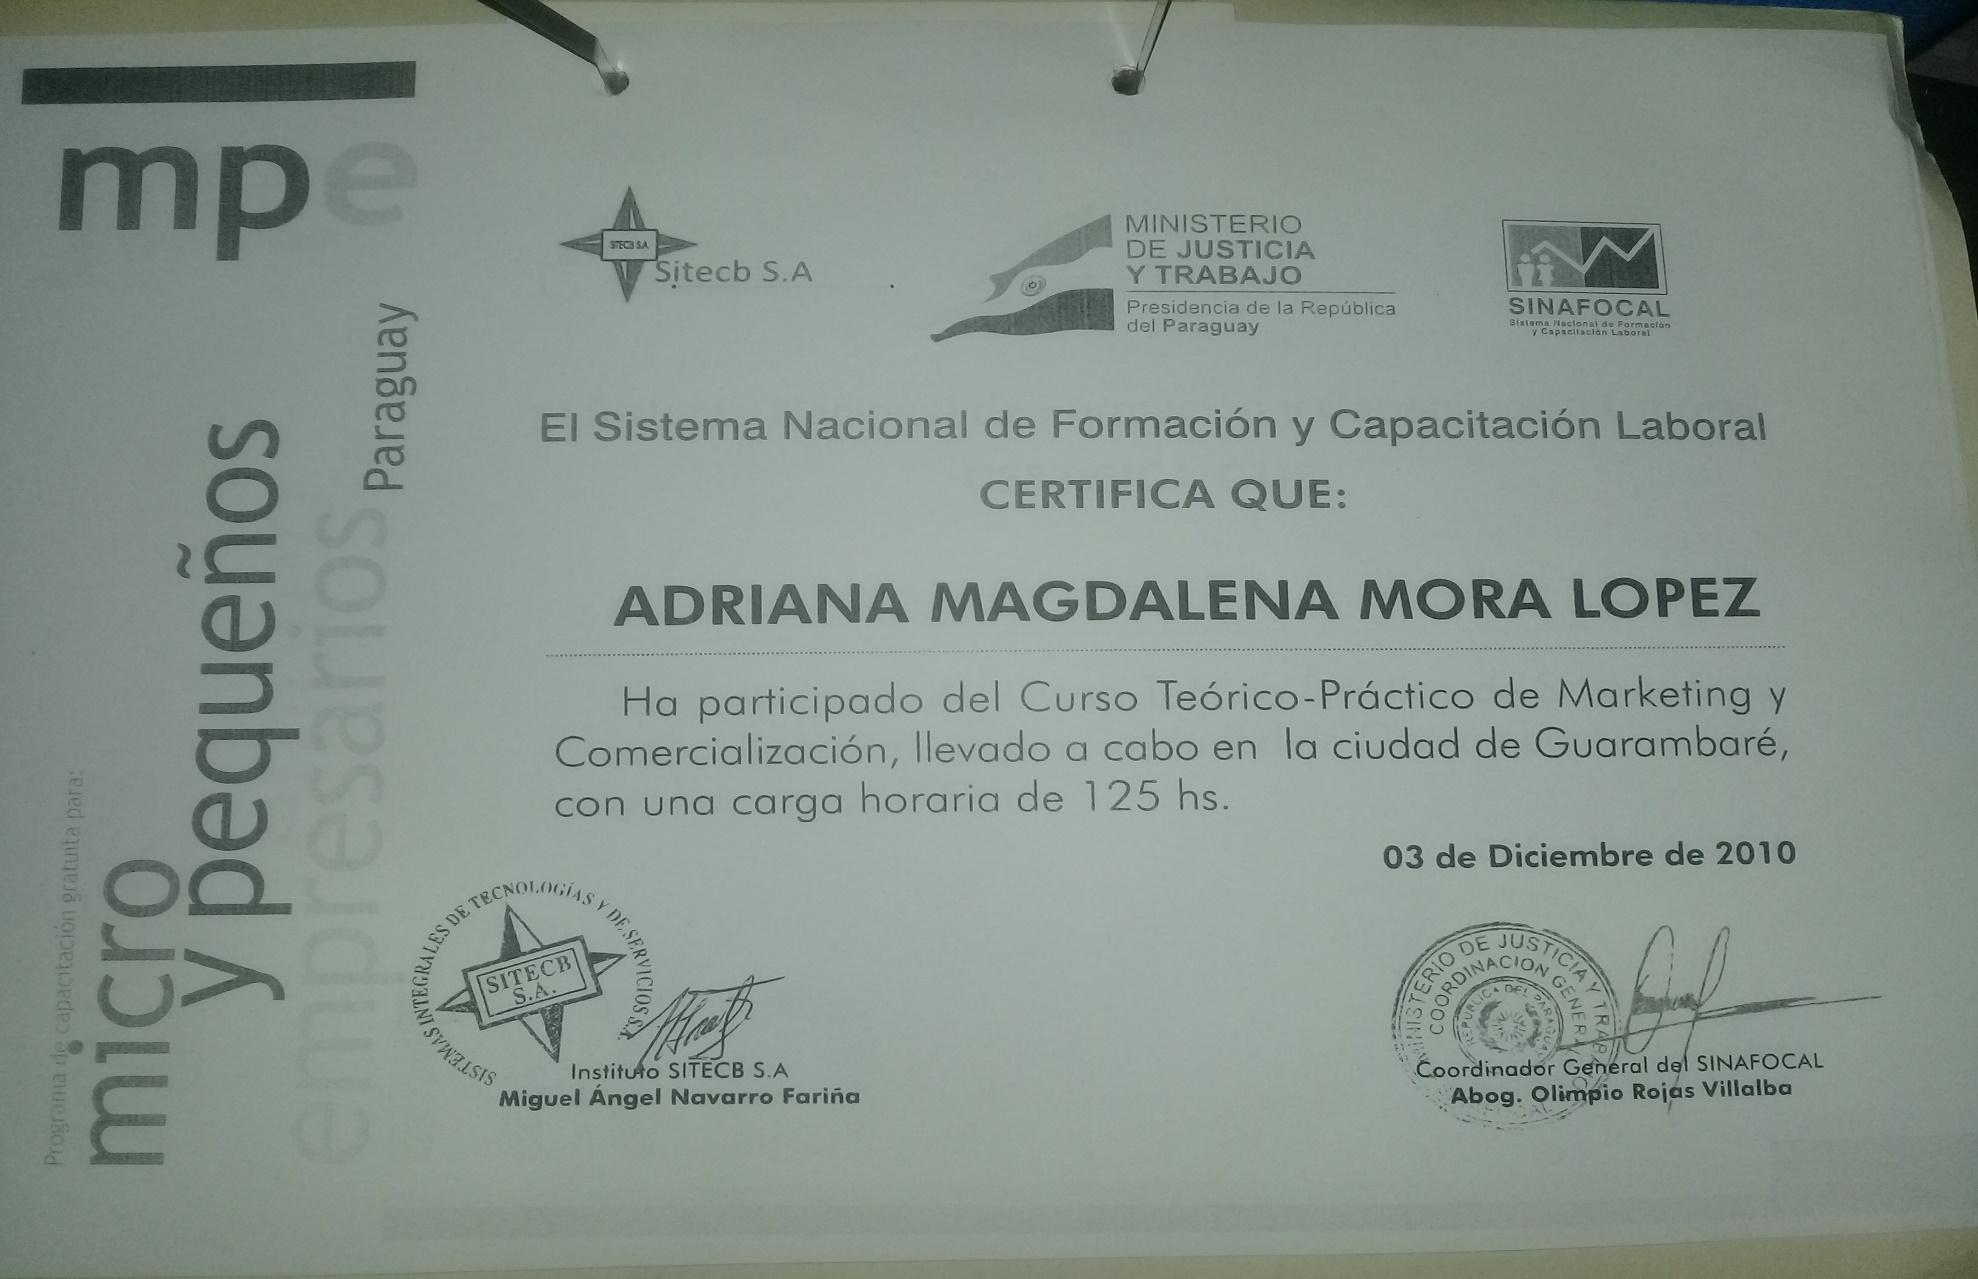 mpe
Programa de capacitación gratuita para:
micro
y pequeños
empresarios
Paraguay
SITECB S.A.
Sitecb S.A
MINISTERIO
DE JUSTICIA
Y TRABAJO
Presidencia de la República
del Paraguay
SINAFOCAL
Sistema Nacional de Formación
y Capacitación Laboral
El Sistema Nacional de Formación y Capacitación Laboral
CERTIFICA QUE:
ADRIANA MAGDALENA MORA LOPEZ
Ha participado del Curso Teórico-Práctico de Marketing y
Comercialización, llevado a cabo en la ciudad de Guarambaré,
con una carga horaria de 125 hs.
03 de Diciembre de 2010
SISTEMAS INTEGRALES DE TECNOLOGÍAS Y DE SERVICIOS S.A.
SITECB
S.A.
Instituto SITECB S.A
Miguel Ángel Navarro Fariña
MINISTERIO DE JUSTICIA Y TRABAJO
COORDINACION GENERAL
REPUBLICA DEL PARAGUAY
Coordinador General del SINAFOCAL
Abog. Olimpio Rojas Villalba